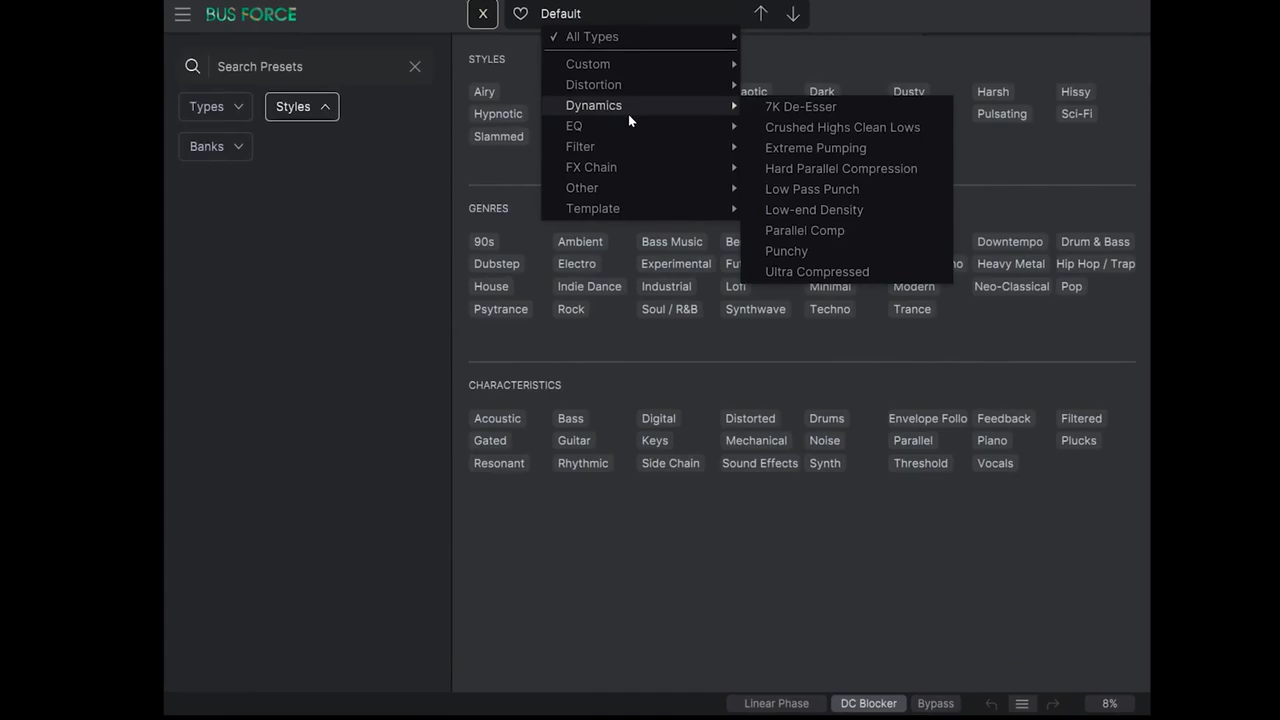 BUS FORCE
X
Default
Search Presets
Types
Styles
Banks
✓ All Types
Custom
Distortion
Dynamics
EQ
Filter
FX Chain
Other
Template
7K De-Esser
Crushed Highs Clean Lows
Extreme Pumping
Hard Parallel Compression
Low Pass Punch
Low-end Density
Parallel Comp
Punchy
Ultra Compressed
STYLES
Airy Dark Dusty Harsh Hissy
Hypnotic Pulsating Sci-Fi
Slammed
GENRES
90s Ambient Bass Music Downtempo Drum & Bass
Dubstep Electro Experimental Heavy Metal Hip Hop / Trap
House Indie Dance Industrial Lofi Minimal Modern Neo-Classical Pop
Psytrance Rock Soul / R&B Synthwave Techno Trance
CHARACTERISTICS
Acoustic Bass Digital Distorted Drums Envelope Follo Feedback Filtered
Gated Guitar Keys Mechanical Noise Parallel Piano Plucks
Resonant Rhythmic Side Chain Sound Effects Synth Threshold Vocals
Linear Phase DC Blocker Bypass 8%